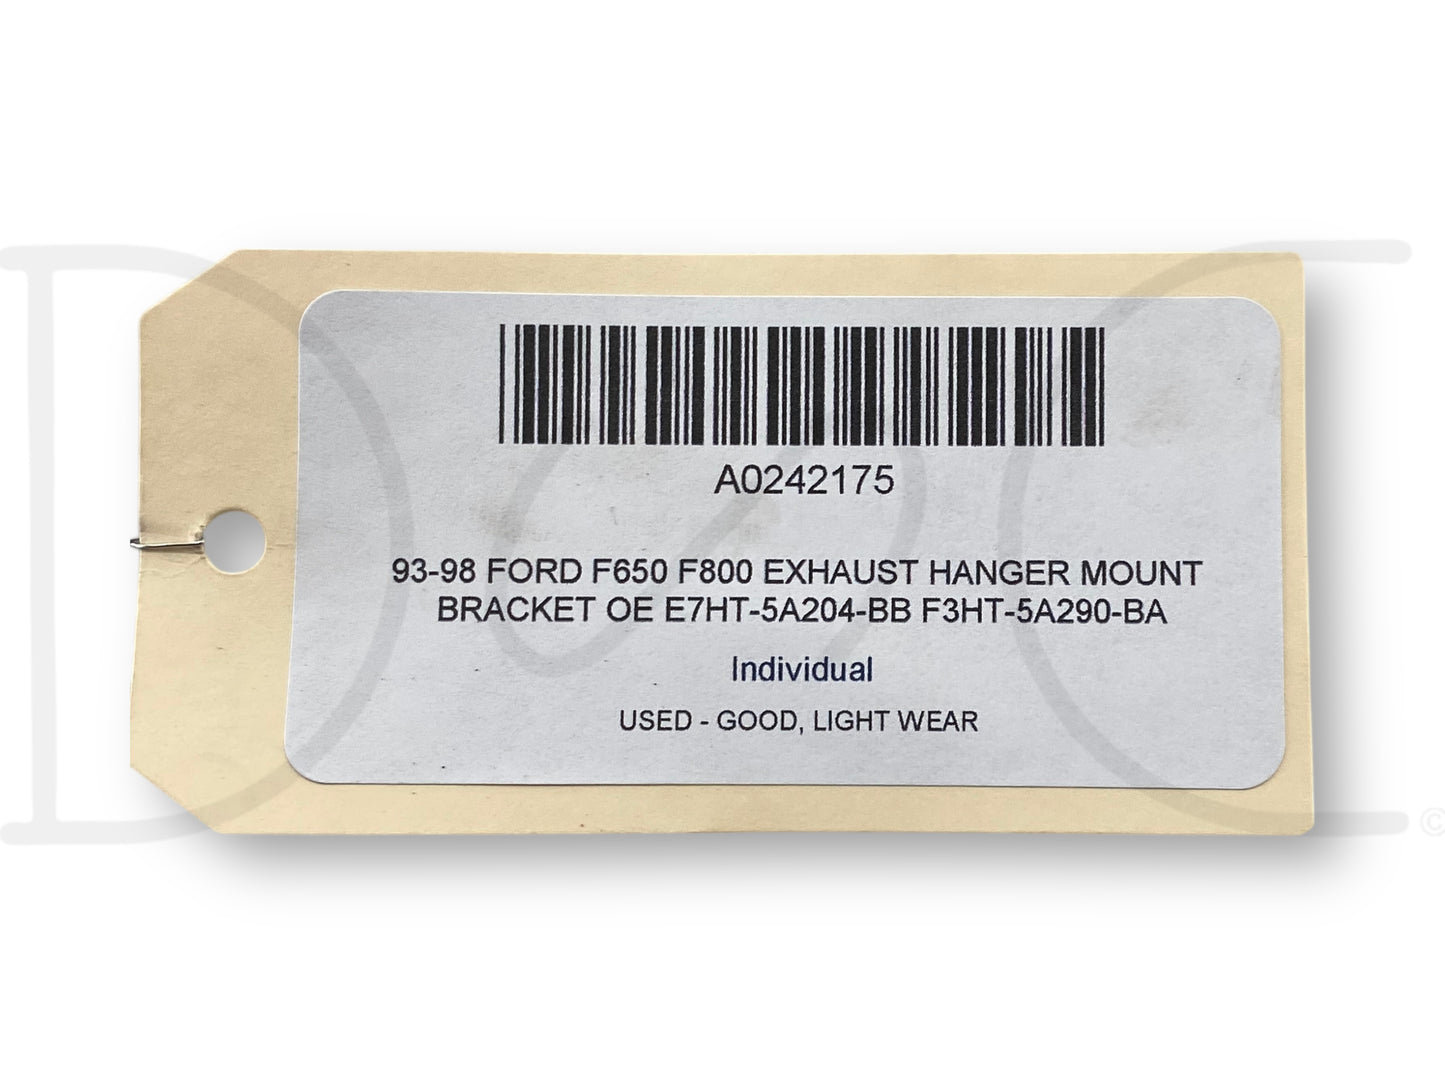 A0242175
93-98 FORD F650 F800 EXHAUST HANGER MOUNT
BRACKET OE E7HT-5A204-BB F3HT-5A290-BA
Individual
USED - GOOD, LIGHT WEAR
©